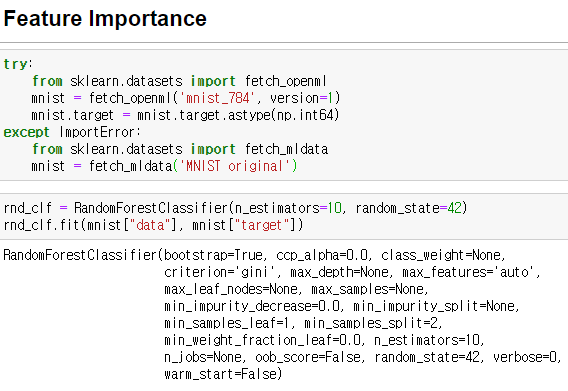 Feature Importance
try:
    from sklearn.datasets import fetch_openml
    mnist = fetch_openml('mnist_784', version=1)
    mnist.target = mnist.target.astype(np.int64)
except ImportError:
    from sklearn.datasets import fetch_mldata
    mnist = fetch_mldata('MNIST original')
rnd_clf = RandomForestClassifier(n_estimators=10, random_state=42)
rnd_clf.fit(mnist["data"], mnist["target"])
RandomForestClassifier(bootstrap=True, ccp_alpha=0.0, class_weight=None,
                       criterion='gini', max_depth=None, max_features='auto',
                       max_leaf_nodes=None, max_samples=None,
                       min_impurity_decrease=0.0, min_impurity_split=None,
                       min_samples_leaf=1, min_samples_split=2,
                       min_weight_fraction_leaf=0.0, n_estimators=10,
                       n_jobs=None, oob_score=False, random_state=42, verbose=0,
                       warm_start=False)